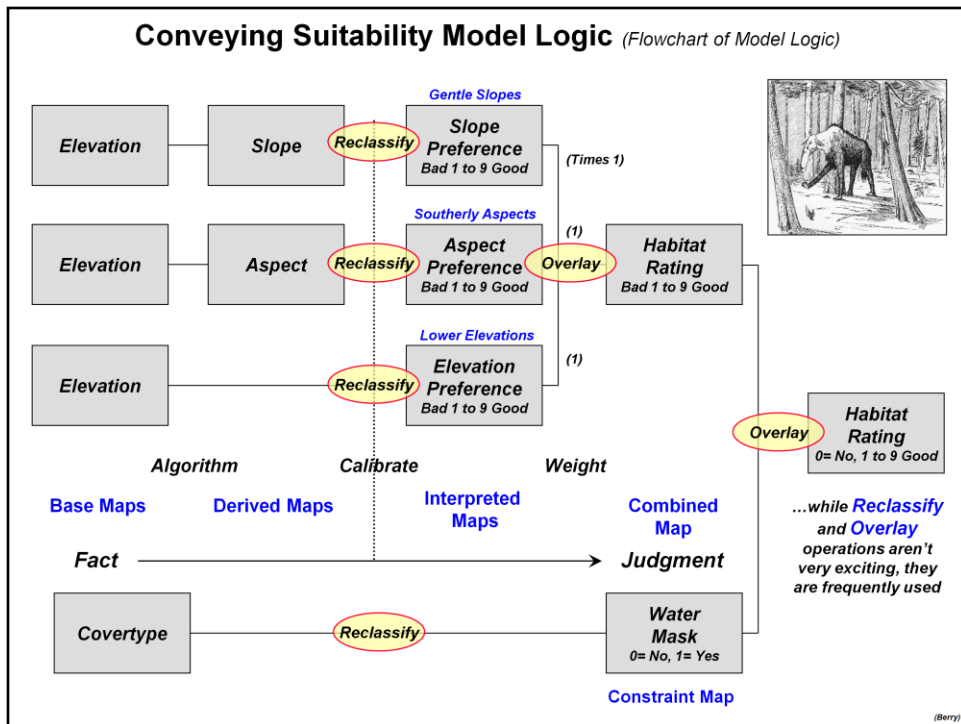 Conveying Suitability Model Logic (Flowchart of Model Logic)
Gentle Slopes
Elevation
Slope
Reclassify
Slope
Preference
Bad 1 to 9 Good
(Times 1)
Southerly Aspects
(1)
Elevation
Aspect
Reclassify
Aspect
Preference
Bad 1 to 9 Good
Overlay
Habitat
Rating
Bad 1 to 9 Good
Lower Elevations
(1)
Elevation
Reclassify
Elevation
Preference
Bad 1 to 9 Good
Overlay
Habitat
Rating
0= No, 1 to 9 Good
Algorithm
Calibrate
Weight
Base Maps
Derived Maps
Interpreted
Maps
Combined
Map
…while Reclassify
and Overlay
operations aren't
very exciting, they
are frequently used
Fact
Judgment
Covertype
Reclassify
Water
Mask
0= No, 1= Yes
Constraint Map
(Berry)